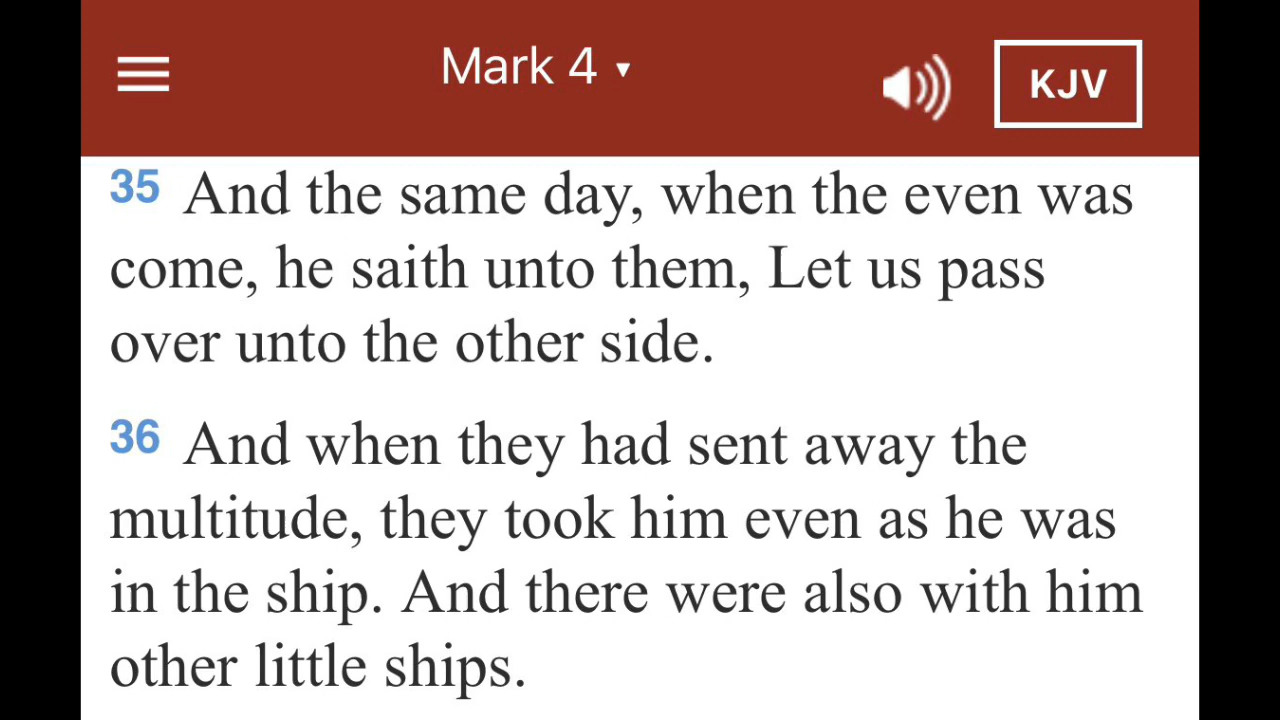 Mark 4 ▾
KJV
35 And the same day, when the even was
come, he saith unto them, Let us pass
over unto the other side.
36 And when they had sent away the
multitude, they took him even as he was
in the ship. And there were also with him
other little ships.